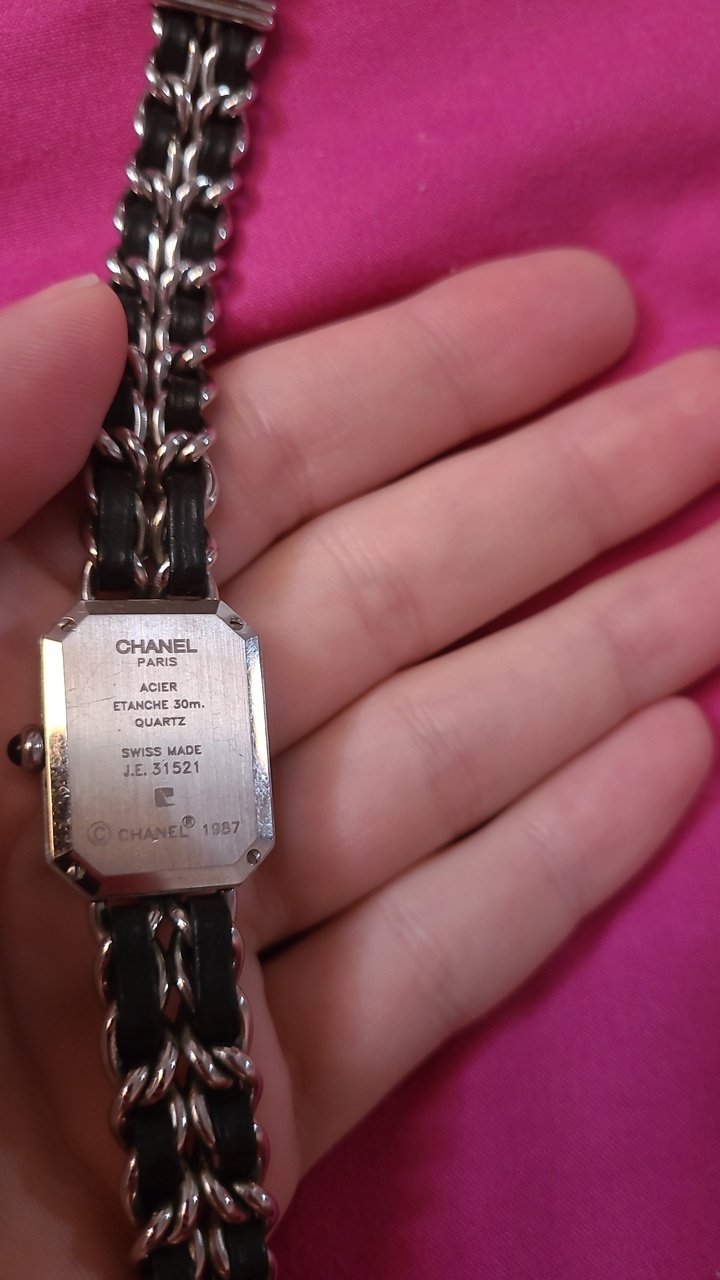 CHANEL
PARIS
ACIER
ETANCHE 30m.
QUARTZ
SWISS MADE
J.E. 31521
© CHANEL® 1987